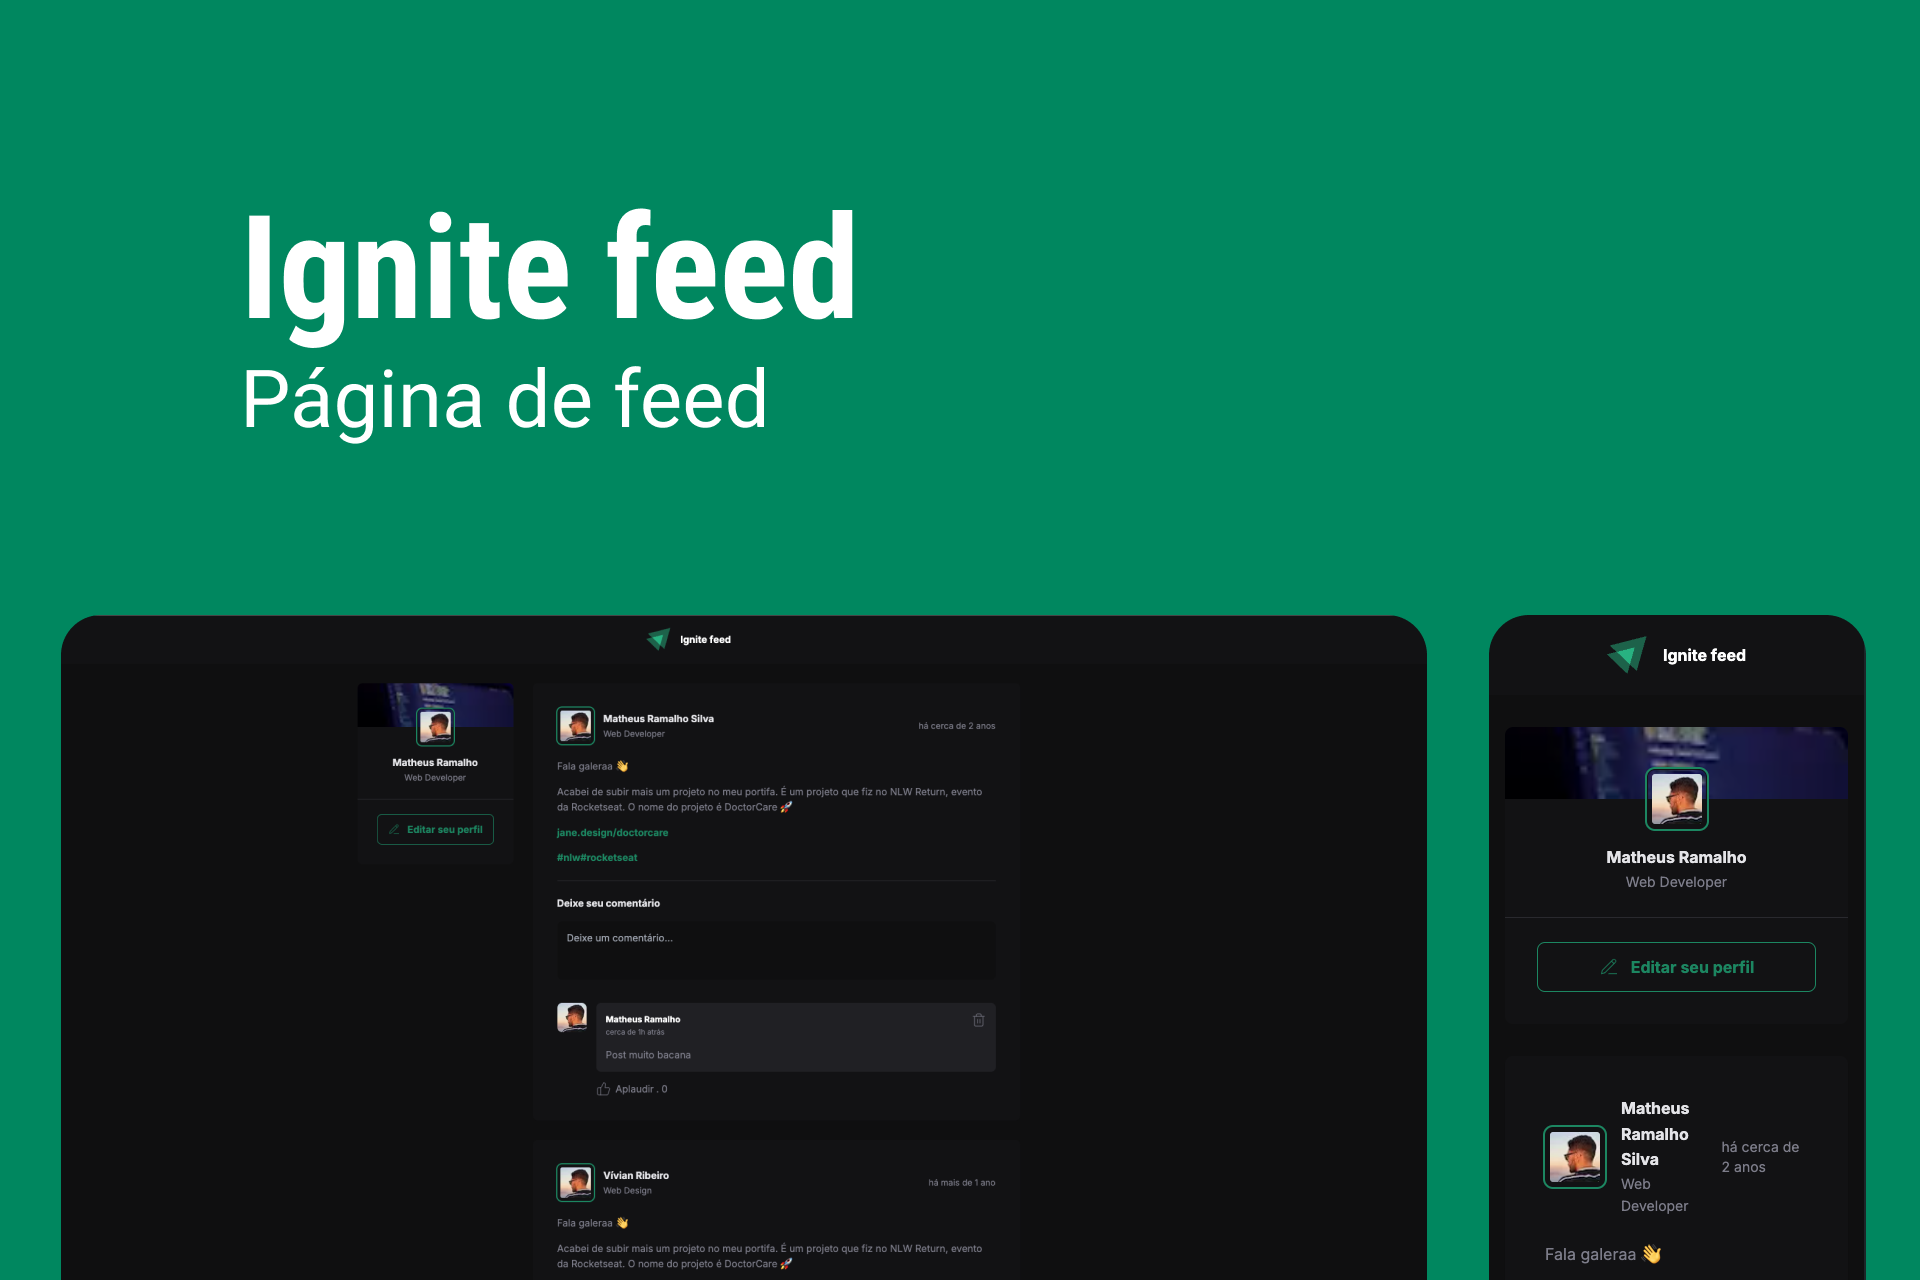 Ignite feed
Página de feed
Ignite feed
Matheus Ramalho
Web Developer
Editar seu perfil
Matheus Ramalho Silva
Web Developer
há cerca de 2 anos
Fala galeraa 👋
Acabei de subir mais um projeto no meu portifa. É um projeto que fiz no NLW Return, evento
da Rocketseat. O nome do projeto é DoctorCare 🚀
jane.design/doctorcare
#nlw#rocketseat
Deixe seu comentário
Deixe um comentário...
Matheus Ramalho
cerca de 1h atrás
Post muito bacana
Aplaudir . 0
Vívian Ribeiro
Web Design
há mais de 1 ano
Fala galeraa 👋
Acabei de subir mais um projeto no meu portifa. É um projeto que fiz no NLW Return, evento
da Rocketseat. O nome do projeto é DoctorCare 🚀
Ignite feed
Matheus Ramalho
Web Developer
Editar seu perfil
Matheus
Ramalho
Silva
Web
Developer
há cerca de
2 anos
Fala galeraa 👋